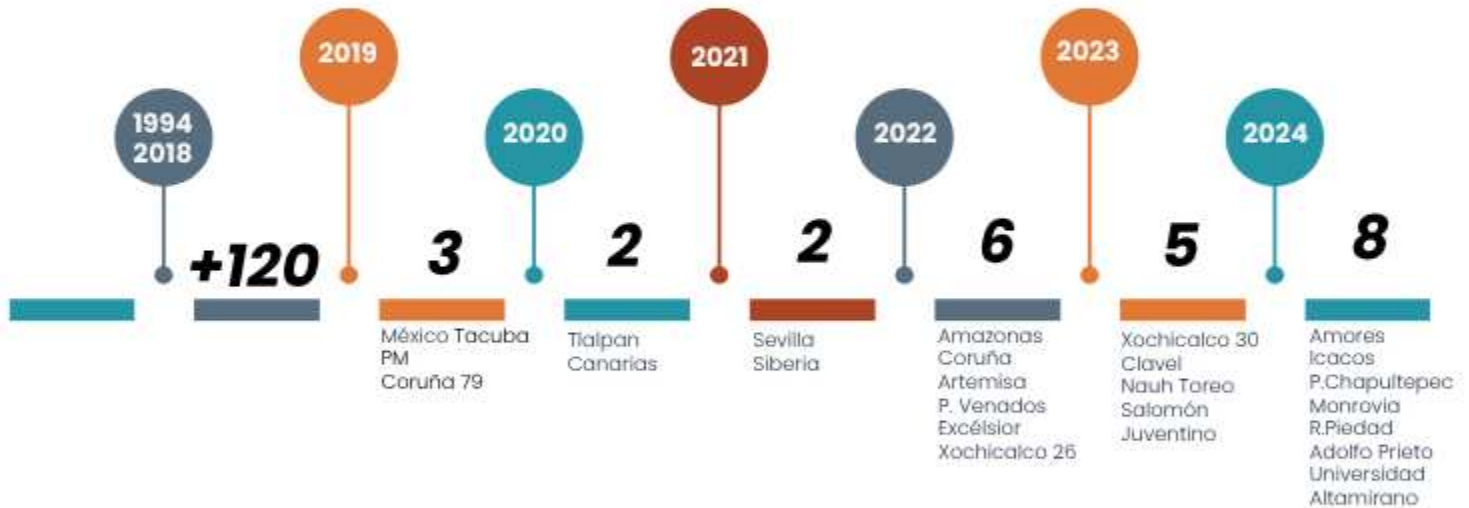 1994
2018
+120
2019
3
México Tacuba
PM
Coruña 79
2020
2
Tlalpan
Canarias
2021
2
Sevilla
Siberia
2022
6
Amazonas
Coruña
Artemisa
P. Venados
Excélsior
Xochicalco 26
2023
5
Xochicalco 30
Clavel
Nauh Toreo
Salomón
Juventino
2024
8
Amores
Icacos
P.Chapultepec
Monrovia
R.Piedad
Adolfo Prieto
Universidad
Altamirano